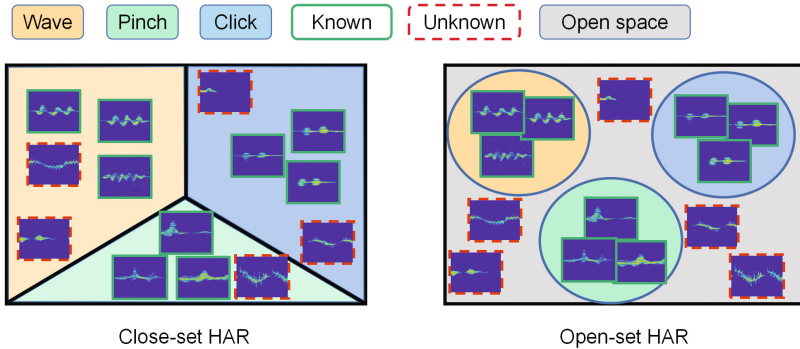 Wave Pinch Click Known Unknown Open space
Close-set HAR Open-set HAR